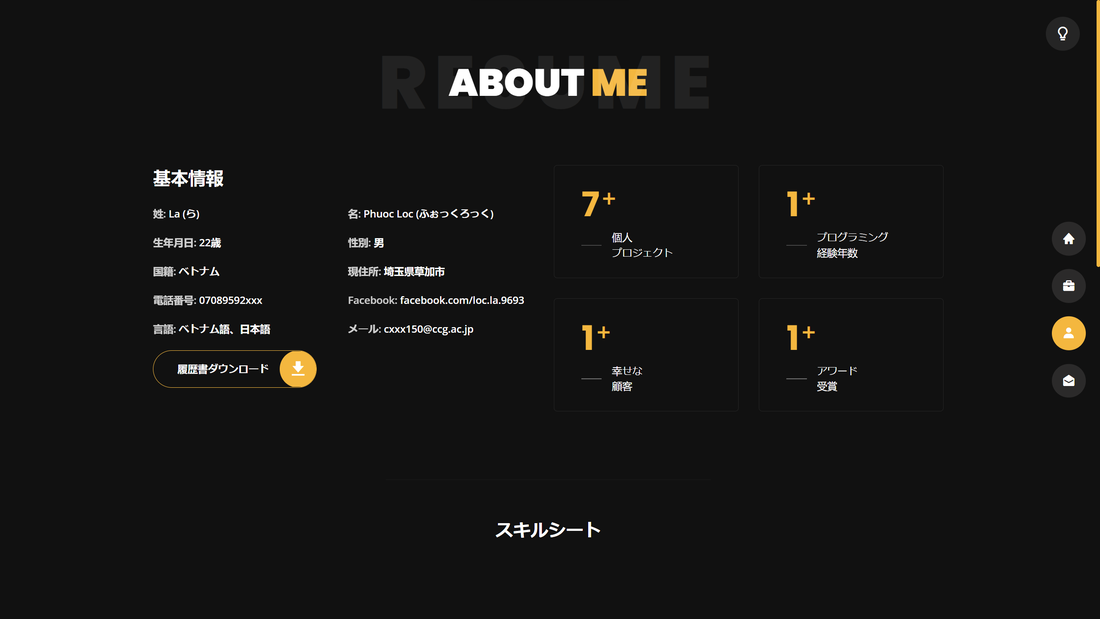 RESUME
ABOUT ME
基本情報
姓: La (ら)
名: Phuoc Loc (ふぉっくろっく)
生年月日: 22歳
性別: 男
国籍: ベトナム
現住所: 埼玉県草加市
電話番号: 07089592xxx
Facebook: facebook.com/loc.la.9693
言語: ベトナム語、日本語
メール: cxxx150@ccg.ac.jp
履歴書ダウンロード
7+
個人
プロジェクト
1+
プログラミング
経験年数
1+
幸せな
顧客
1+
アワード
受賞
スキルシート